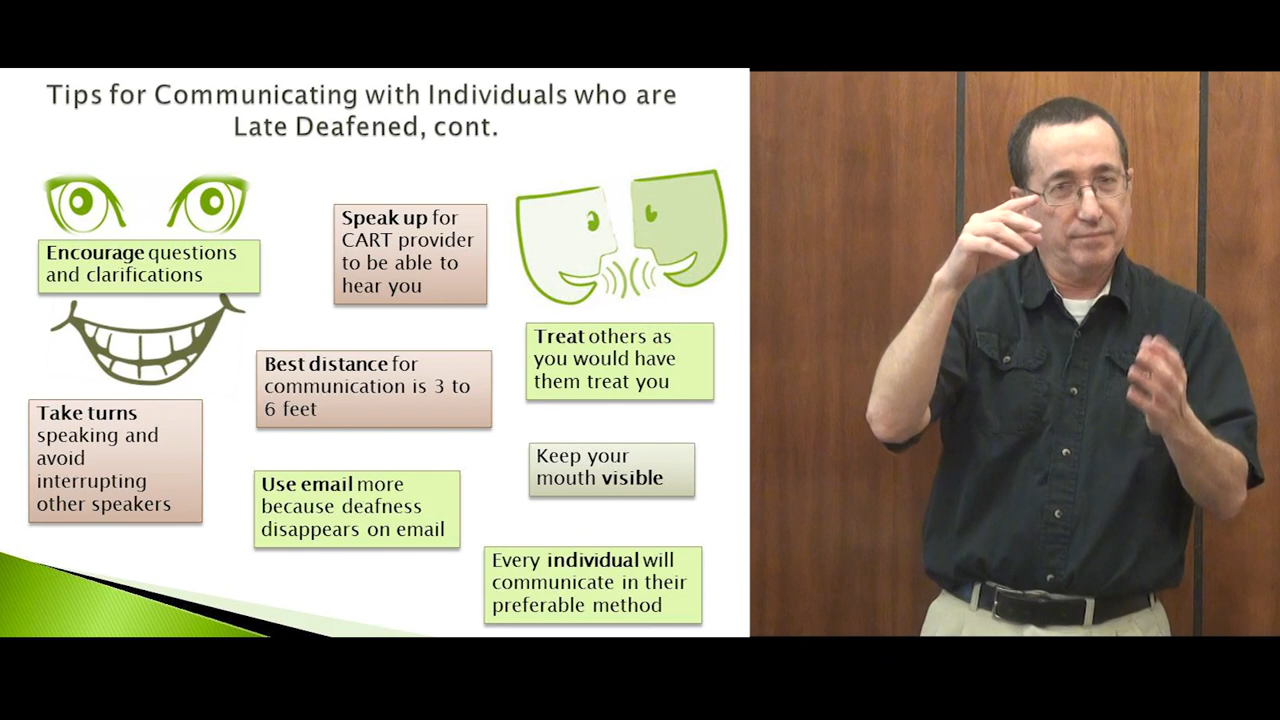 Tips for Communicating with Individuals who are
Late Deafened, cont.
Encourage questions
and clarifications
Speak up for
CART provider
to be able to
hear you
Treat others as
you would have
them treat you
Best distance for
communication is 3 to
6 feet
Take turns
speaking and
avoid
interrupting
other speakers
Keep your
mouth visible
Use email more
because deafness
disappears on email
Every individual will
communicate in their
preferable method